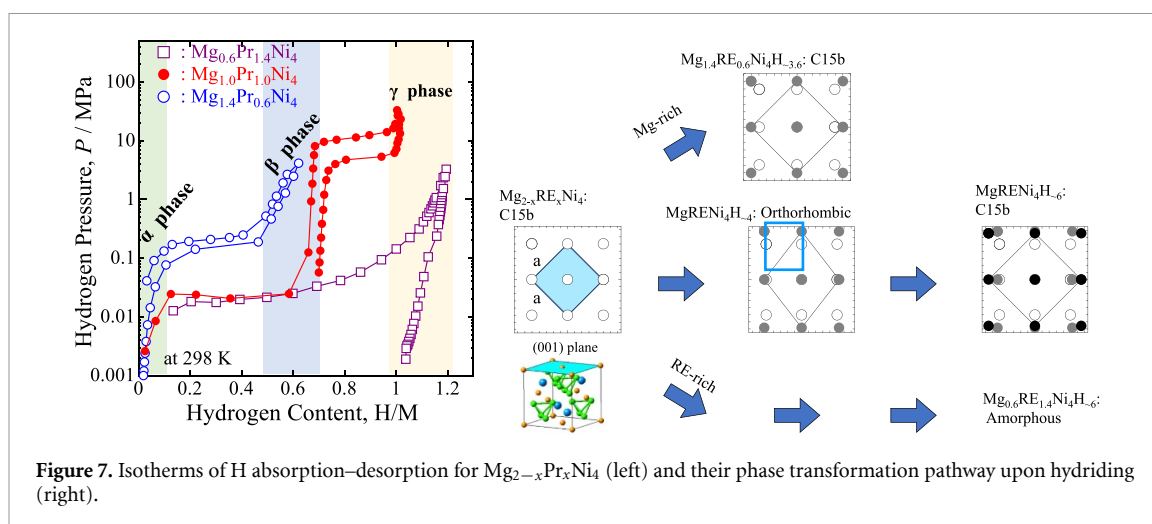 : Mg0.6Pr1.4Ni4
: Mg1.0Pr1.0Ni4
: Mg1.4Pr0.6Ni4
100
10
1
0.1
0.01
0.001
Hydrogen Pressure, P / MPa
α phase
β phase
γ phase
at 298 K
0 0.2 0.4 0.6 0.8 1 1.2
Hydrogen Content, H/M
Mg1.4RE0.6Ni4H~3.6: C15b
Mg-rich
Mg2-xRExNi4:
C15b
a
a
(001) plane
MgRENi4H~4: Orthorhombic
MgRENi4H~6:
C15b
RE-rich
Mg0.6RE1.4Ni4H~6:
Amorphous
Figure 7. Isotherms of H absorption–desorption for Mg2−xPrxNi4 (left) and their phase transformation pathway upon hydriding
(right).